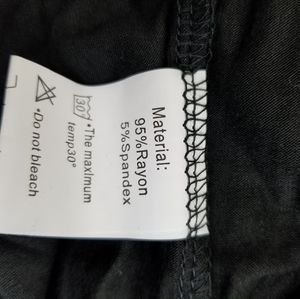 Material:
95%Rayon
5%Spandex
30°
•The maxImum
temp30°
•Do not bleach